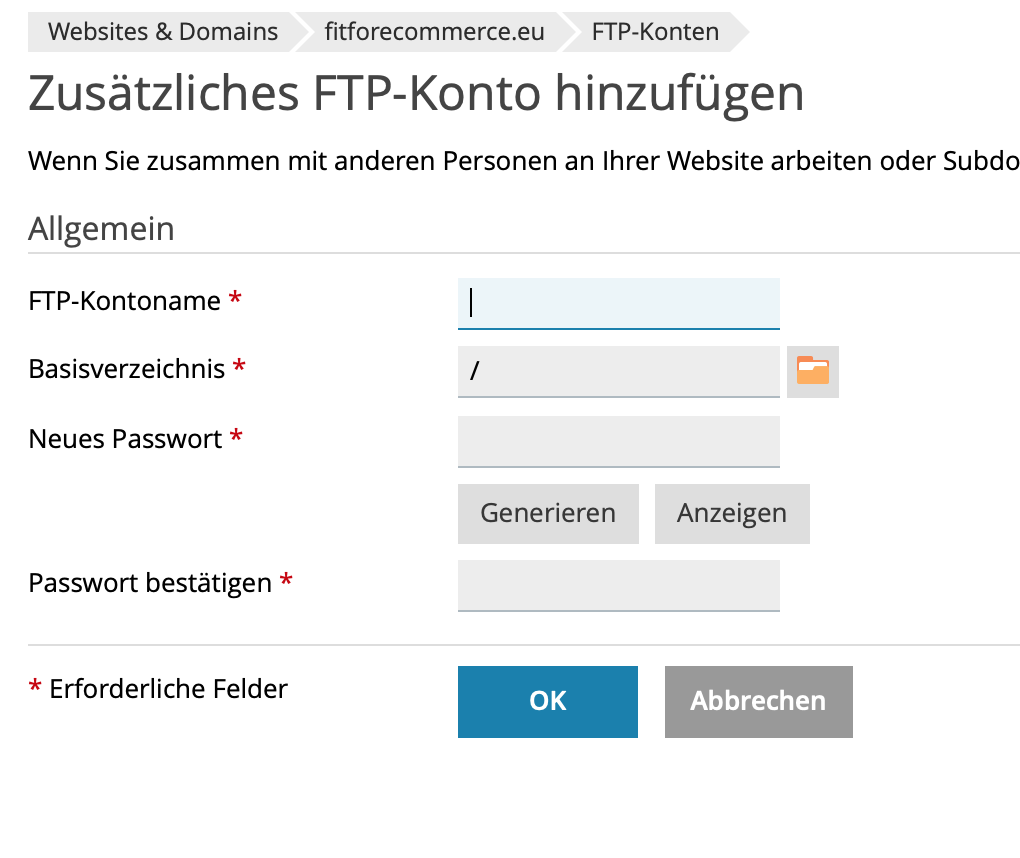 Websites & Domains fitforecommerce.eu FTP-Konten
Zusätzliches FTP-Konto hinzufügen
Wenn Sie zusammen mit anderen Personen an Ihrer Website arbeiten oder Subdo
Allgemein
FTP-Kontoname *
Basisverzeichnis * /
Neues Passwort *
Generieren Anzeigen
Passwort bestätigen *
* Erforderliche Felder OK Abbrechen